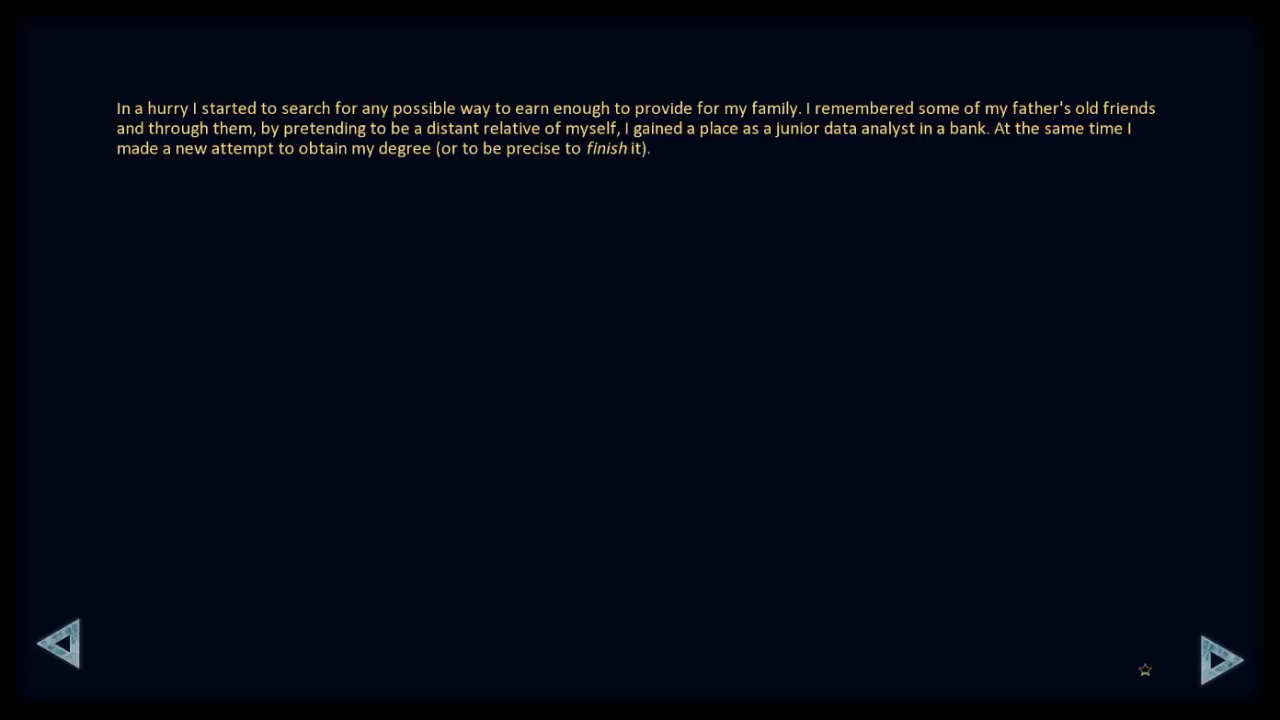 In a hurry I started to search for any possible way to earn enough to provide for my family. I remembered some of my father's old friends
and through them, by pretending to be a distant relative of myself, I gained a place as a junior data analyst in a bank. At the same time I
made a new attempt to obtain my degree (or to be precise to finish it).